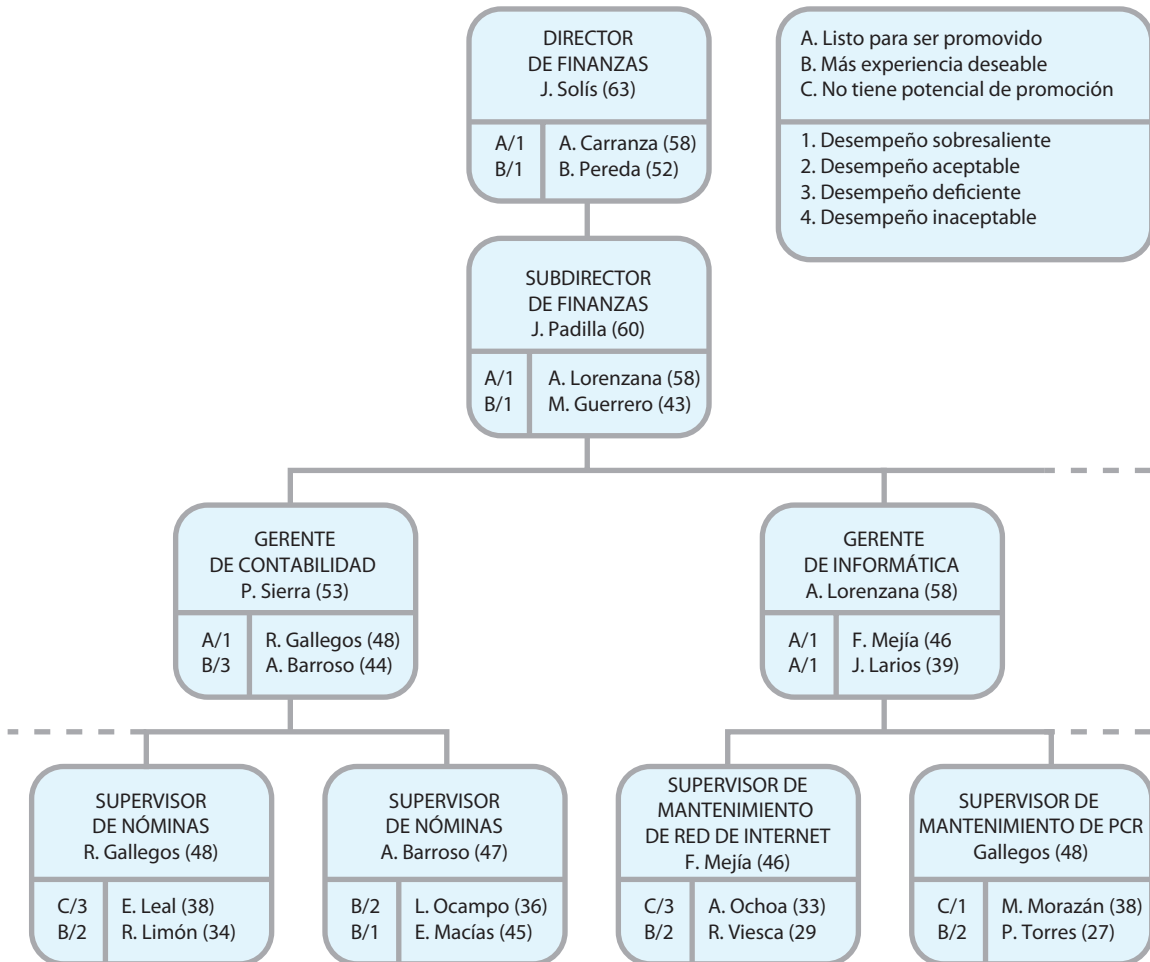 DIRECTOR
DE FINANZAS
J. Solís (63)
A/1 A. Carranza (58)
B/1 B. Pereda (52)
A. Listo para ser promovido
B. Más experiencia deseable
C. No tiene potencial de promoción
1. Desempeño sobresaliente
2. Desempeño aceptable
3. Desempeño deficiente
4. Desempeño inaceptable
SUBDIRECTOR
DE FINANZAS
J. Padilla (60)
A/1 A. Lorenzana (58)
B/1 M. Guerrero (43)
GERENTE
DE CONTABILIDAD
P. Sierra (53)
A/1 R. Gallegos (48)
B/3 A. Barroso (44)
GERENTE
DE INFORMÁTICA
A. Lorenzana (58)
A/1 F. Mejía (46
A/1 J. Larios (39)
SUPERVISOR
DE NÓMINAS
R. Gallegos (48)
C/3 E. Leal (38)
B/2 R. Limón (34)
SUPERVISOR
DE NÓMINAS
A. Barroso (47)
B/2 L. Ocampo (36)
B/1 E. Macías (45)
SUPERVISOR DE
MANTENIMIENTO
DE RED DE INTERNET
F. Mejía (46)
C/3 A. Ochoa (33)
B/2 R. Viesca (29
SUPERVISOR DE
MANTENIMIENTO DE PCR
Gallegos (48)
C/1 M. Morazán (38)
B/2 P. Torres (27)